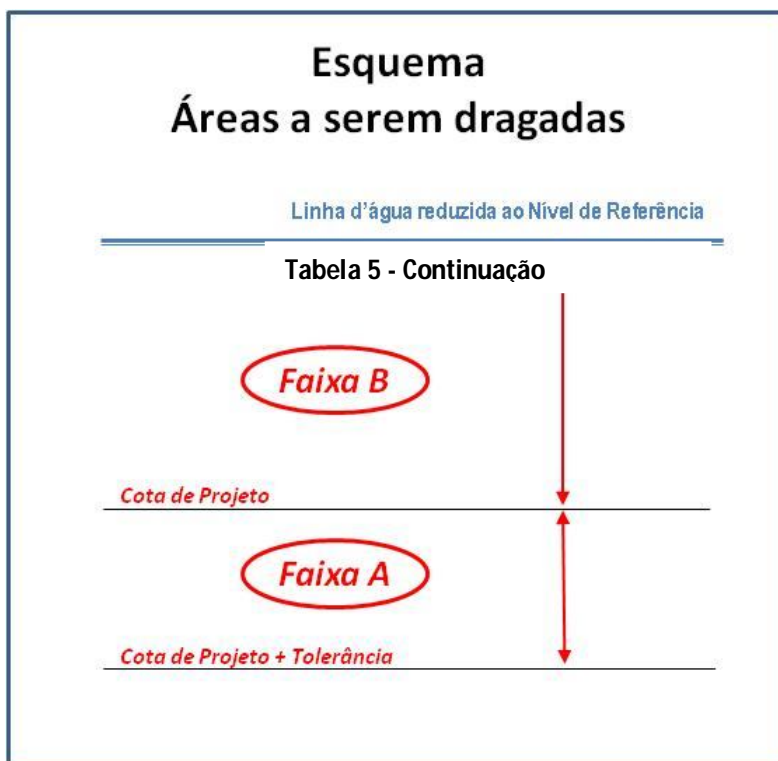 Esquema
Áreas a serem dragadas
Linha d'água reduzida ao Nível de Referência
Tabela 5 - Continuação
Faixa B
Cota de Projeto
Faixa A
Cota de Projeto + Tolerância